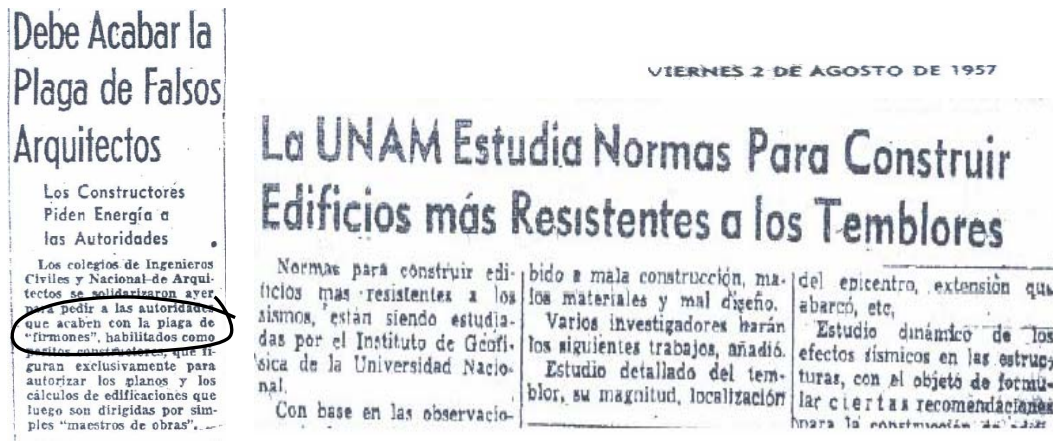 Debe Acabar la
Plaga de Falsos
Arquitectos
Los Constructores
Piden Energía a
las Autoridades
Los colegios de Ingenieros
Civiles y Nacional de Arqui-
tectos se solidarizaron ayer
para pedir a las autoridades
que acaben con la plaga de
"firmones", habilitados como
peritos constructores, que fi-
guran exclusivamente para
autorizar los planos y los
cálculos de edificaciones que
luego son dirigidas por sim-
ples "maestros de obras".
VIERNES 2 DE AGOSTO DE 1957
La UNAM Estudia Normas Para Construir
Edificios más Resistentes a los Temblores
Normas para construir edi-
ficios mas resistentes a los
sismos, están siendo estudia-
das por el Instituto de Geofí-
sica de la Universidad Nacio-
nal.
Con base en las observacio-
bido a mala construcción, ma-
los materiales y mal diseño.
Varios investigadores harán
los siguientes trabajos, añadió.
Estudio detallado del tem-
blor, su magnitud, localización
del epicentro, extensión que
abarcó, etc,
Estudio dinámico de los
efectos sísmicos en las estruc-
turas, con el objeto de formu-
lar ciertas recomendaciones
para la construcción de